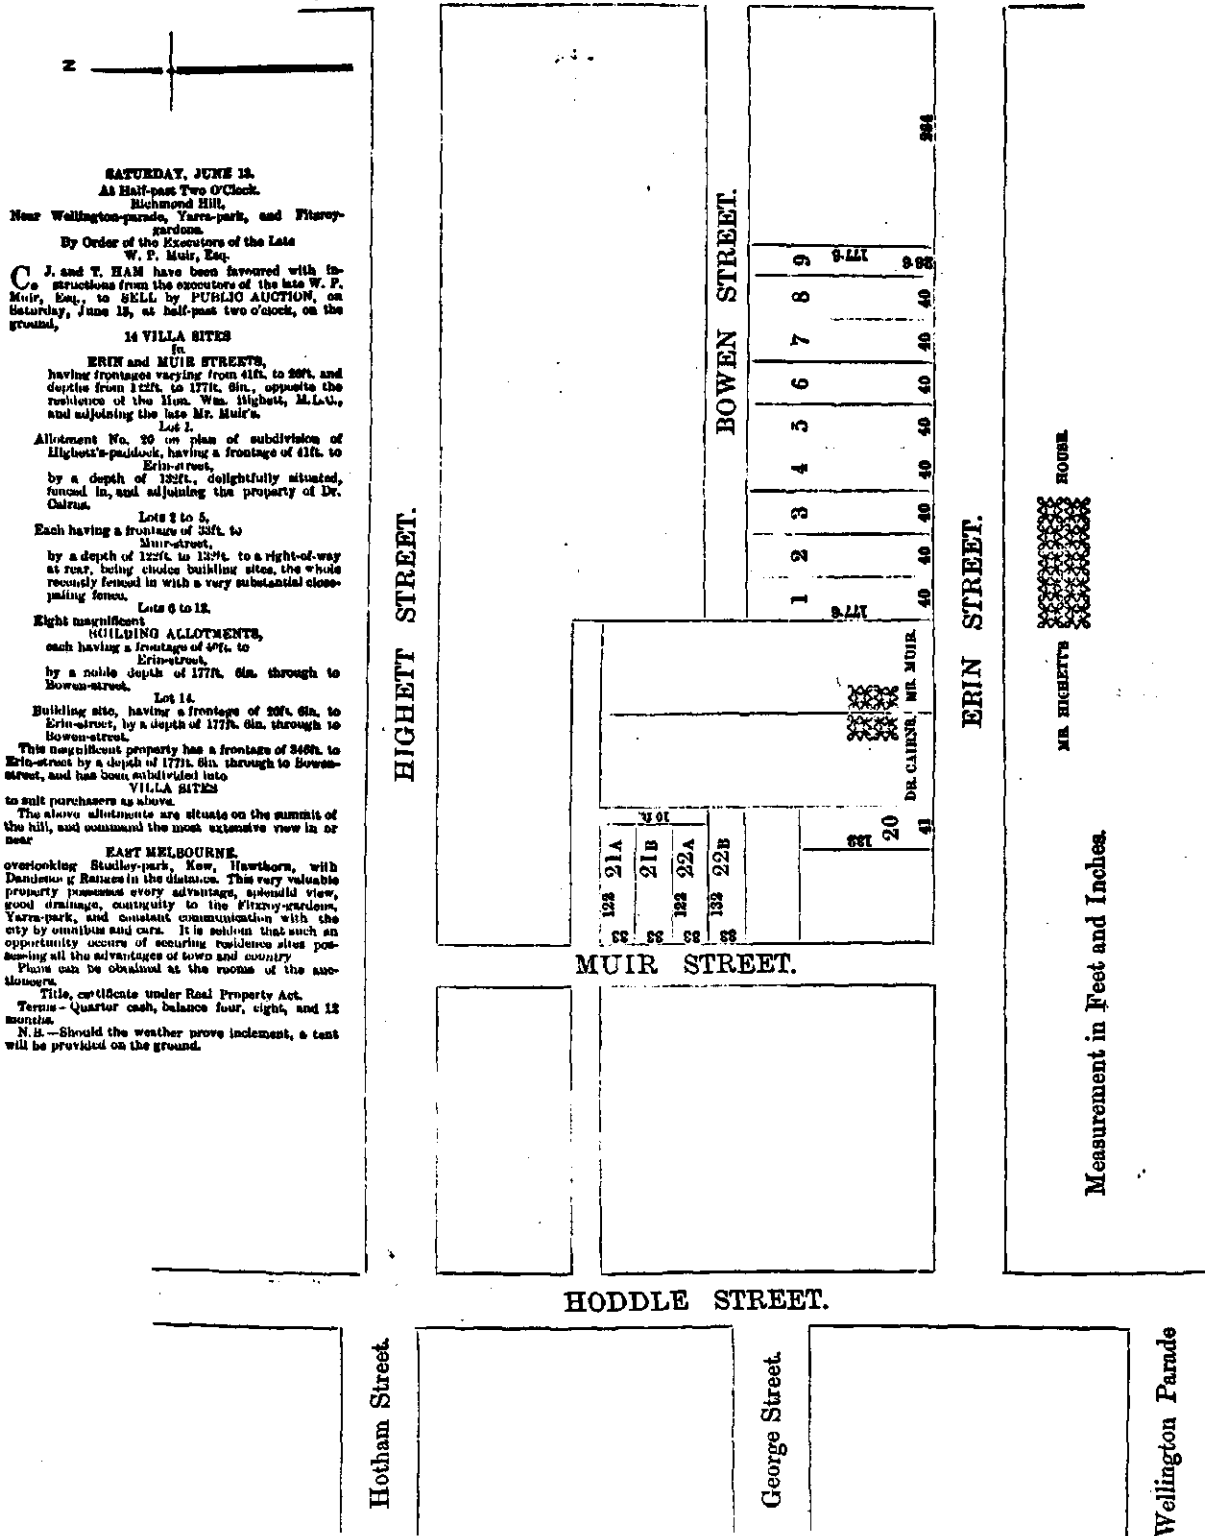 N
SATURDAY, JUNE 13.
At Half-past Two O'Clock.
Richmond Hill,
Near Wellington-parade, Yarra-park, and Fitzroy-
gardens.
By Order of the Executors of the Late
W. P. Muir, Esq.
C. J. and T. HAM have been favoured with in-
structions from the executors of the late W. P.
Muir, Esq., to SELL by PUBLIC AUCTION, on
Saturday, June 13, at half-past two o'clock, on the
ground,
14 VILLA SITES
In
ERIN and MUIR STREETS,
having frontages varying from 41ft. to 26ft. and
depths from 122ft. to 177ft. 6in., opposite the
residence of the Hon. Wm. Highett, M.L.C.,
and adjoining the late Mr. Muir's.
Lot 1.
Allotment No. 20 on plan of subdivision of
Highett's-paddock, having a frontage of 41ft. to
Erin-street,
by a depth of 132ft., delightfully situated,
fenced in, and adjoining the property of Dr.
Cairns.
Lots 2 to 5.
Each having a frontage of 33ft. to
Muir-street,
by a depth of 122ft. to 132ft. to a right-of-way
at rear, being choice building sites, the whole
recently fenced in with a very substantial close-
paling fence.
Lots 6 to 13.
Eight magnificent
BUILDING ALLOTMENTS,
each having a frontage of 40ft. to
Erin-street,
by a noble depth of 177ft. 6in. through to
Bowen-street.
Lot 14.
Building site, having a frontage of 26ft. 6in. to
Erin-street, by a depth of 177ft. 6in. through to
Bowen-street.
This magnificent property has a frontage of 346ft. to
Erin-street by a depth of 177ft. 6in. through to Bowen-
street, and has been subdivided into
VILLA SITES
to suit purchasers as above.
The above allotments are situate on the summit of
the hill, and command the most extensive view in or
near
EAST MELBOURNE,
overlooking Studley-park, Kew, Hawthorn, with
Dandenong Ranges in the distance. This very valuable
property possesses every advantage, splendid view,
good drainage, contiguity to the Fitzroy-gardens,
Yarra-park, and constant communication with the
city by omnibus and cars. It is seldom that such an
opportunity occurs of securing residence sites pos-
sessing all the advantages of town and country
Plans can be obtained at the rooms of the auc-
tioneers.
Title, certificate under Real Property Act.
Terms—Quarter cash, balance four, eight, and 12
months.
N.B.—Should the weather prove inclement, a tent
will be provided on the ground.
HIGHETT STREET.
BOWEN STREET.
ERIN STREET.
264
9 177.6
8 40
7 40
6 40
5 40
4 40
3 40
2 40
1 177.6 40
MR. MUIR.
DR. CAIRNS.
MR. HIGHETT'S HOUSE.
10 ft.
21A 122 33
21B 33
22A 122 33
22B 132 33
20 132 41
MUIR STREET.
Measurement in Feet and Inches.
HODDLE STREET.
Hotham Street.
George Street.
Wellington Parade